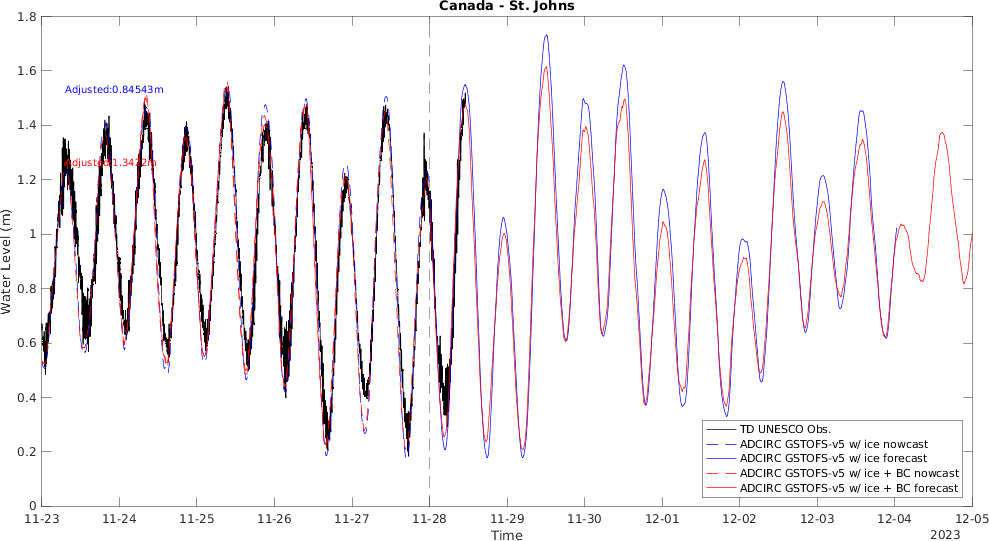 Canada - St. Johns
1.8
1.6
1.4
1.2
1
0.8
0.6
0.4
0.2
0
Water Level (m)
Adjusted:0.84543m
Adjusted:1.3422m
TD UNESCO Obs.
ADCIRC GSTOFS-v5 w/ ice nowcast
ADCIRC GSTOFS-v5 w/ ice forecast
ADCIRC GSTOFS-v5 w/ ice + BC nowcast
ADCIRC GSTOFS-v5 w/ ice + BC forecast
11-23 11-24 11-25 11-26 11-27 11-28 11-29 11-30 12-01 12-02 12-03 12-04 12-05
Time
2023